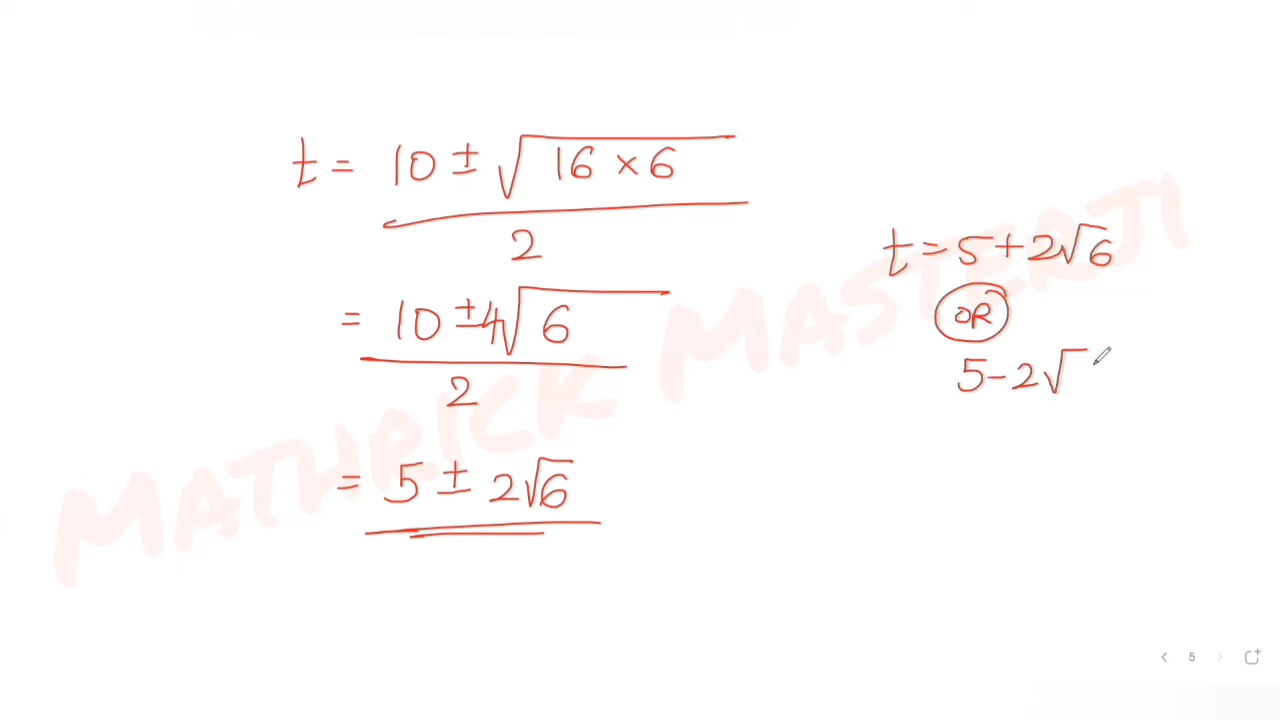 t = 10 ± √16 × 6
2
= 10 ± 4√6
2
= 5 ± 2√6
t = 5 + 2√6
OR
5 - 2√
MATHRICK MASTERJI
5